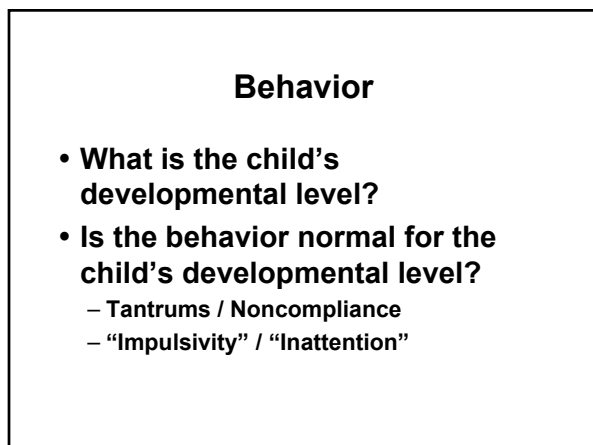 Behavior
• What is the child's
developmental level?
• Is the behavior normal for the
child's developmental level?
– Tantrums / Noncompliance
– “Impulsivity” / “Inattention”